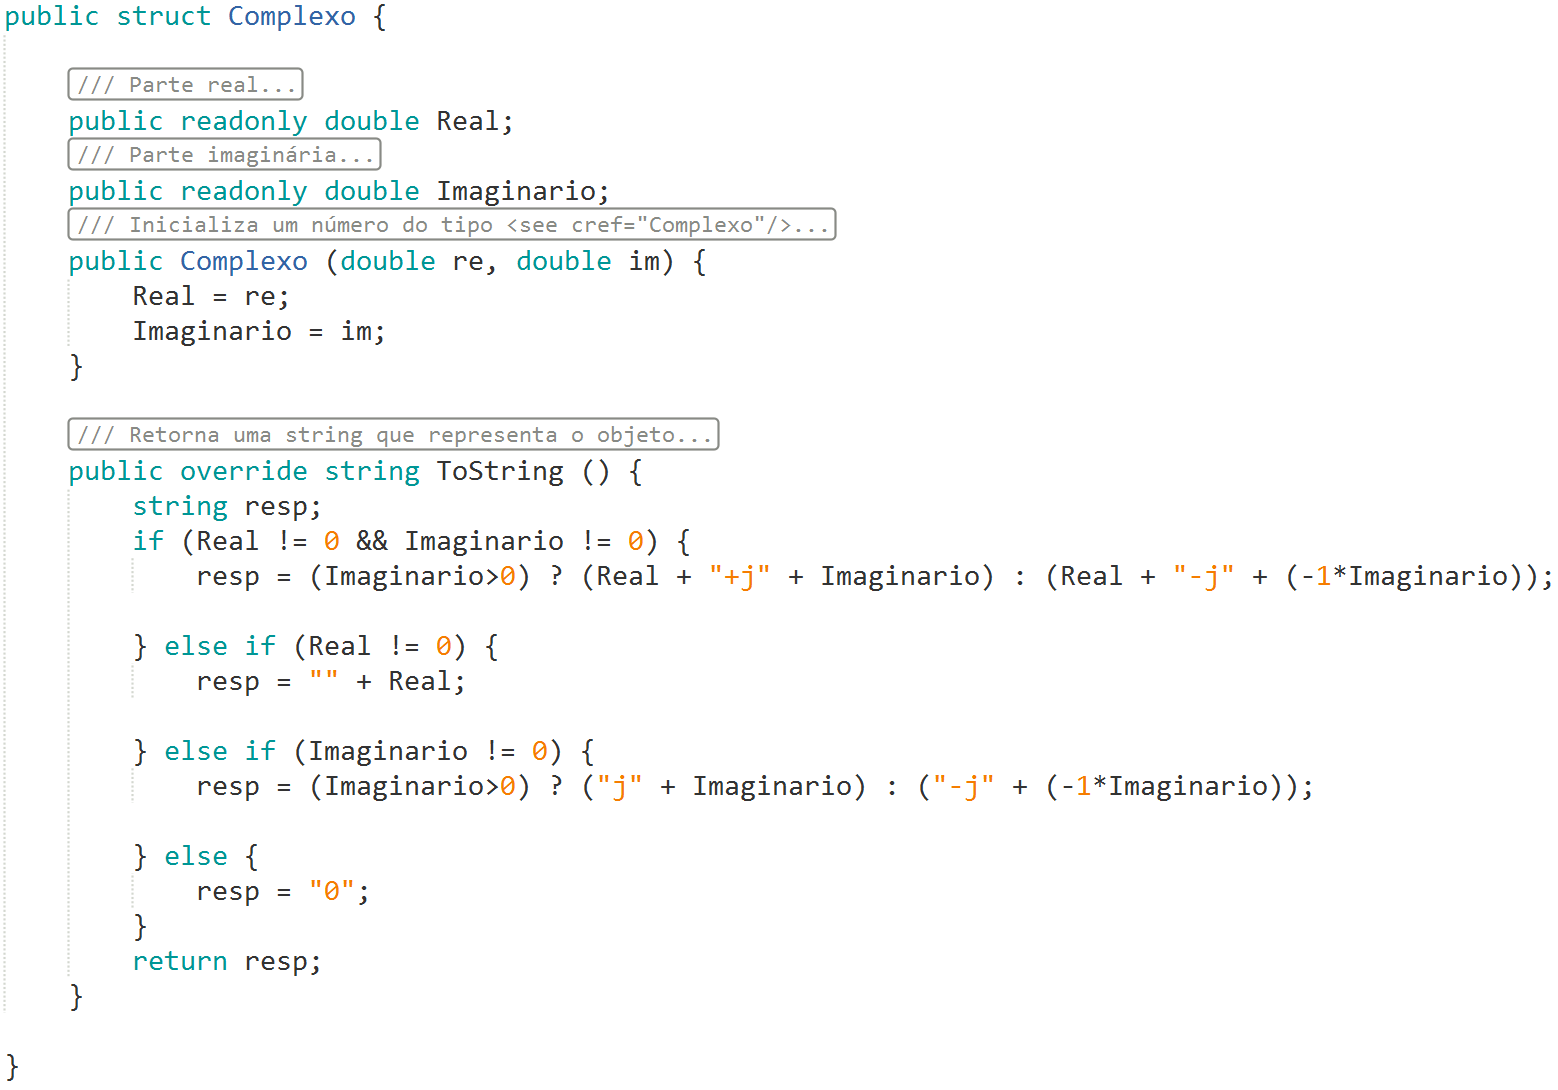 public struct Complexo {
/// Parte real...
public readonly double Real;
/// Parte imaginária...
public readonly double Imaginario;
/// Inicializa um número do tipo <see cref="Complexo"/>...
public Complexo (double re, double im) {
Real = re;
Imaginario = im;
}
/// Retorna uma string que representa o objeto...
public override string ToString () {
string resp;
if (Real != 0 && Imaginario != 0) {
resp = (Imaginario>0) ? (Real + "+j" + Imaginario) : (Real + "-j" + (-1*Imaginario));
} else if (Real != 0) {
resp = "" + Real;
} else if (Imaginario != 0) {
resp = (Imaginario>0) ? ("j" + Imaginario) : ("-j" + (-1*Imaginario));
} else {
resp = "0";
}
return resp;
}
}